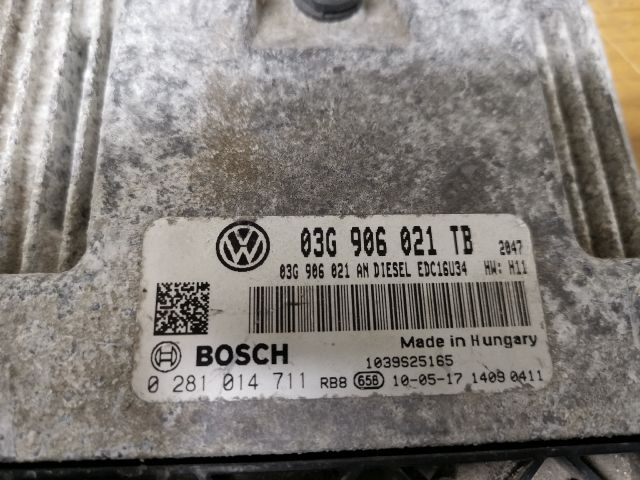 03G 906 021 TB 2047
03G 906 021 AN DIESEL EDC16U34 HW: H11
Made in Hungary
BOSCH 1039S25165
0 281 014 711 RB8 658 10-05-17 1409 0411